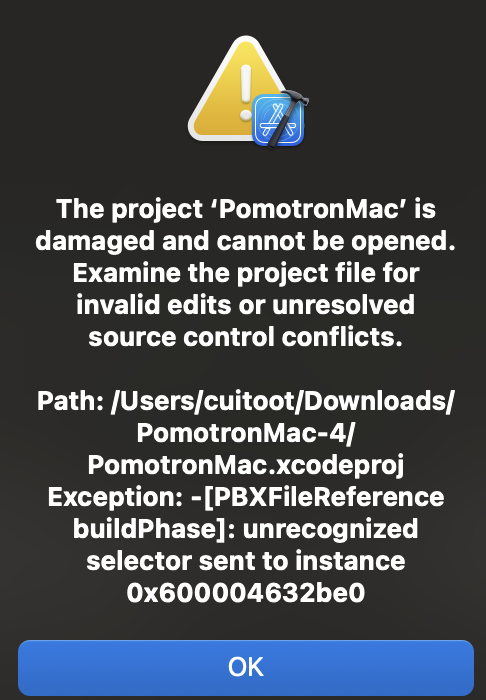 The project ‘PomotronMac’ is
damaged and cannot be opened.
Examine the project file for
invalid edits or unresolved
source control conflicts.
Path: /Users/cuitoot/Downloads/
PomotronMac-4/
PomotronMac.xcodeproj
Exception: -[PBXFileReference
buildPhase]: unrecognized
selector sent to instance
0x600004632be0
OK